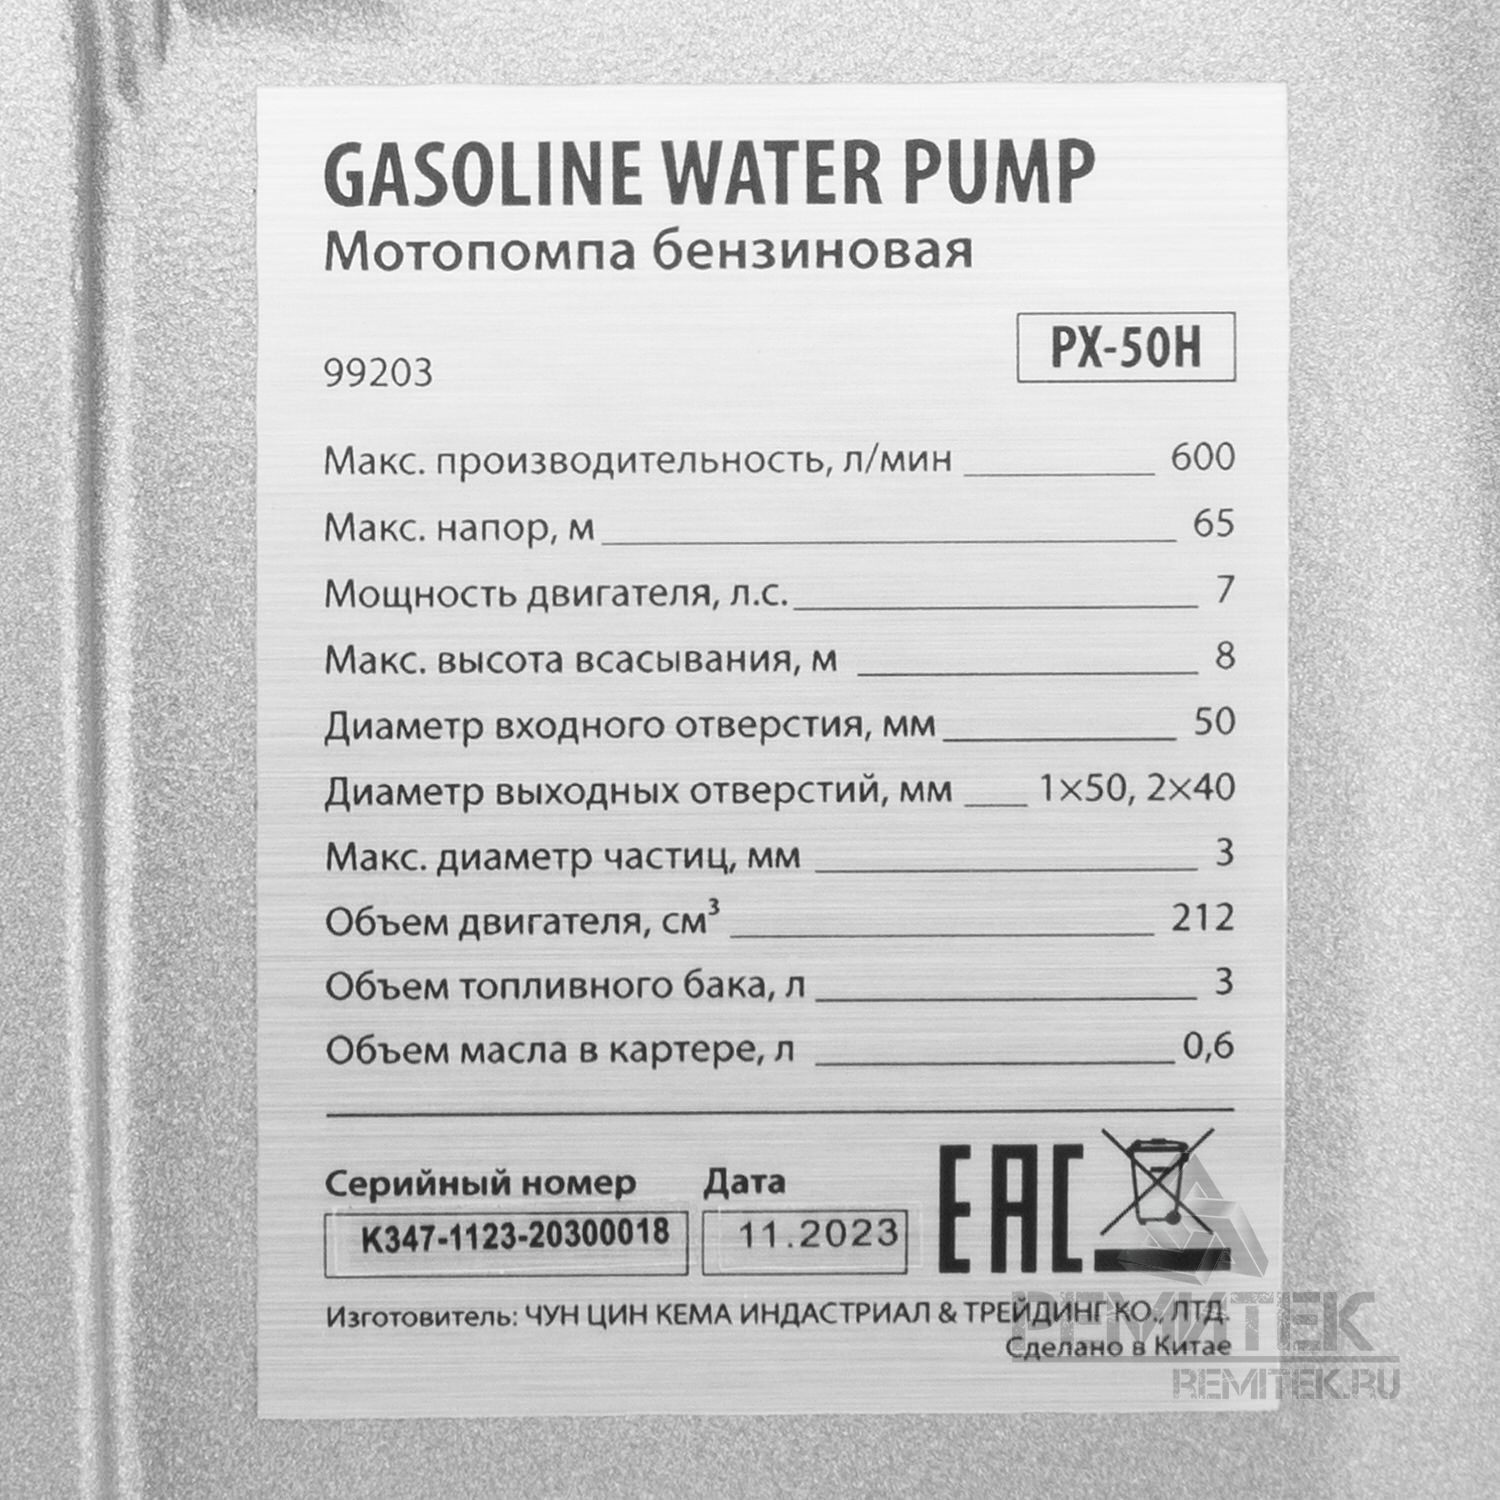 GASOLINE WATER PUMP
Мотопомпа бензиновая
PX-50H
99203
Макс. производительность, л/мин 600
Макс. напор, м 65
Мощность двигателя, л.с. 7
Макс. высота всасывания, м 8
Диаметр входного отверстия, мм 50
Диаметр выходных отверстий, мм 1×50, 2×40
Макс. диаметр частиц, мм 3
Объем двигателя, см³ 212
Объем топливного бака, л 3
Объем масла в картере, л 0,6
Серийный номер Дата
K347-1123-20300018 11.2023
EAC
Изготовитель: ЧУН ЦИН КЕМА ИНДАСТРИАЛ & ТРЕЙДИНГ КО., ЛТД.
Сделано в Китае
РЕМИТЕК
REMITEK.RU